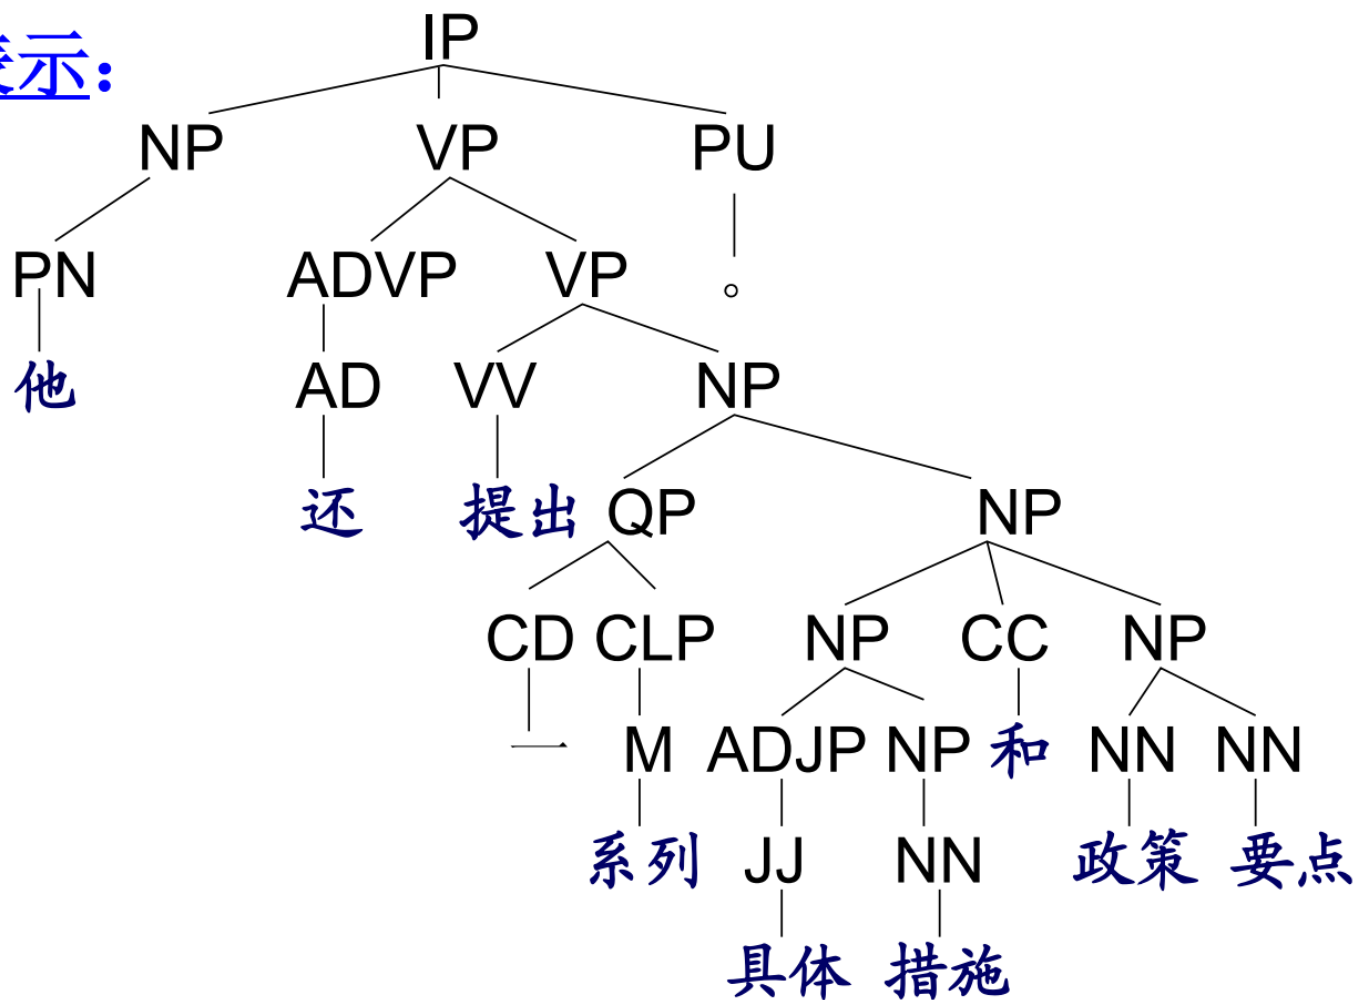 表示:
IP
NP VP PU
PN ADVP VP 。
他 AD VV NP
还 提出 QP NP
CD CLP NP CC NP
一 M ADJP NP 和 NN NN
系列 JJ NN 政策 要点
具体 措施